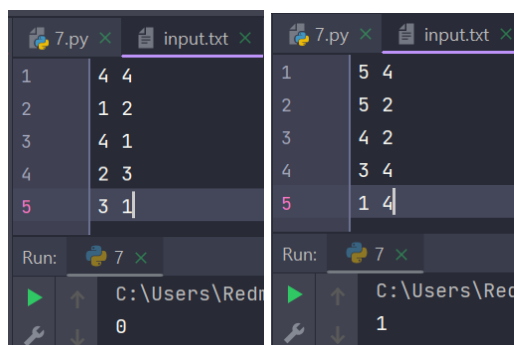 7.py × input.txt ×
1 4 4
2 1 2
3 4 1
4 2 3
5 3 1
Run: 7 ×
C:\Users\Redm
0
7.py × input.txt ×
1 5 4
2 5 2
3 4 2
4 3 4
5 1 4
Run: 7 ×
C:\Users\Red
1